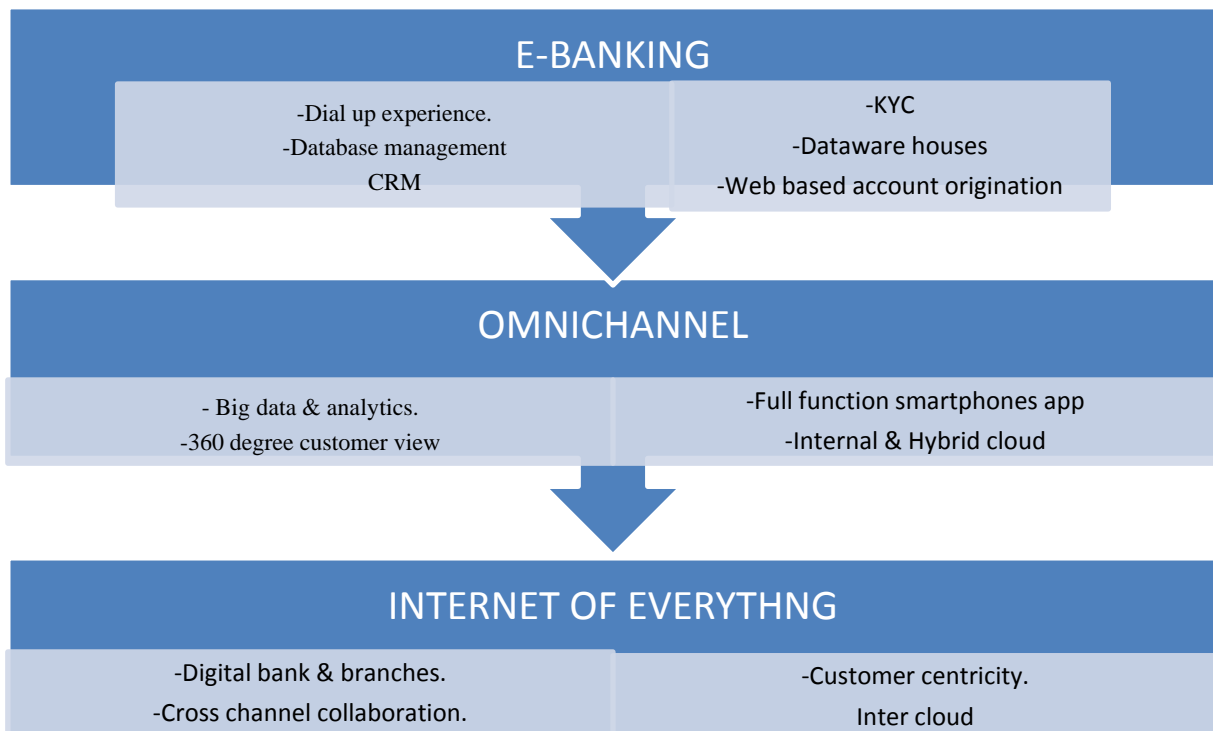 E-BANKING
-Dial up experience.
-Database management
CRM
-KYC
-Dataware houses
-Web based account origination
OMNICHANNEL
- Big data & analytics.
-360 degree customer view
-Full function smartphones app
-Internal & Hybrid cloud
INTERNET OF EVERYTHNG
-Digital bank & branches.
-Cross channel collaboration.
-Customer centricity.
Inter cloud